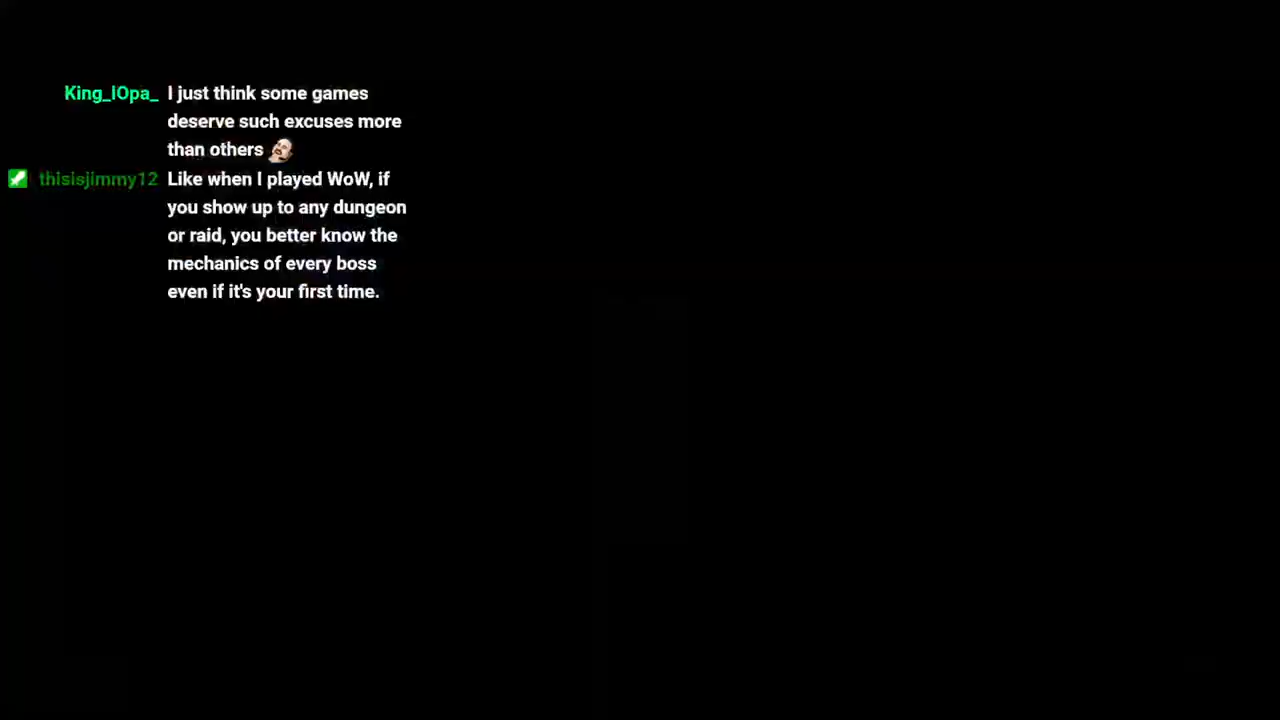 King_IOpa_ I just think some games
deserve such excuses more
than others
thisisjimmy12 Like when I played WoW, if
you show up to any dungeon
or raid, you better know the
mechanics of every boss
even if it's your first time.